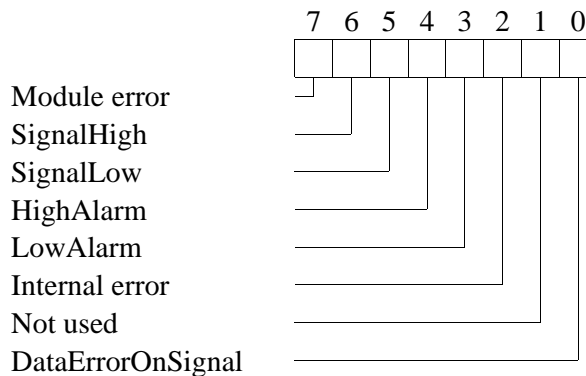 7 6 5 4 3 2 1 0
Module error
SignalHigh
SignalLow
HighAlarm
LowAlarm
Internal error
Not used
DataErrorOnSignal